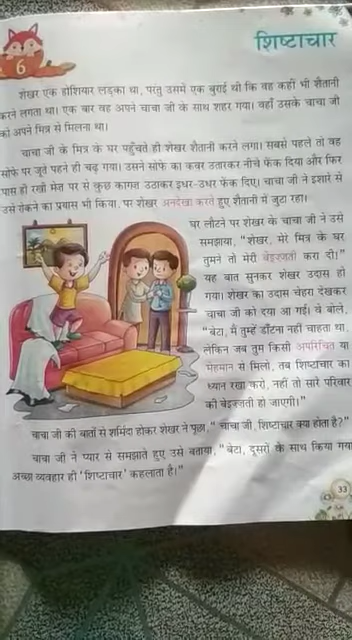 6
शिष्टाचार
शेखर एक होशियार लड़का था, परंतु उसमें एक बुराई थी कि वह कहीं भी शैतानी
करने लगता था। एक बार वह अपने चाचा जी के साथ शहर गया। वहाँ उसके चाचा जी
को अपने मित्र से मिलना था।
चाचा जी के मित्र के घर पहुँचते ही शेखर शैतानी करने लगा। सबसे पहले तो वह
सोफे पर जूते पहने ही चढ़ गया। उसने सोफे का कवर उतारकर नीचे फेंक दिया और फिर
पास ही रखी मेज पर से कुछ कागज उठाकर इधर-उधर फेंक दिए। चाचा जी ने इशारे से
उसे रोकने का प्रयास भी किया, पर शेखर अनदेखा करते हुए शैतानी में जुटा रहा।
घर लौटने पर शेखर के चाचा जी ने उसे
समझाया, "शेखर, मेरे मित्र के घर
तुमने तो मेरी बेइज्जती करा दी।"
यह बात सुनकर शेखर उदास हो
गया। शेखर का उदास चेहरा देखकर
चाचा जी को दया आ गई। वे बोले,
"बेटा, मैं तुम्हें डाँटना नहीं चाहता था,
लेकिन जब तुम किसी अपरिचित या
मेहमान से मिलो, तब शिष्टाचार का
ध्यान रखा करो, नहीं तो सारे परिवार
की बेइज्जती हो जाएगी।"
चाचा जी की बातों से शर्मिंदा होकर शेखर ने पूछा, "चाचा जी, शिष्टाचार क्या होता है?"
चाचा जी ने प्यार से समझाते हुए उसे बताया, "बेटा, दूसरों के साथ किया गया
अच्छा व्यवहार ही 'शिष्टाचार' कहलाता है।"
33